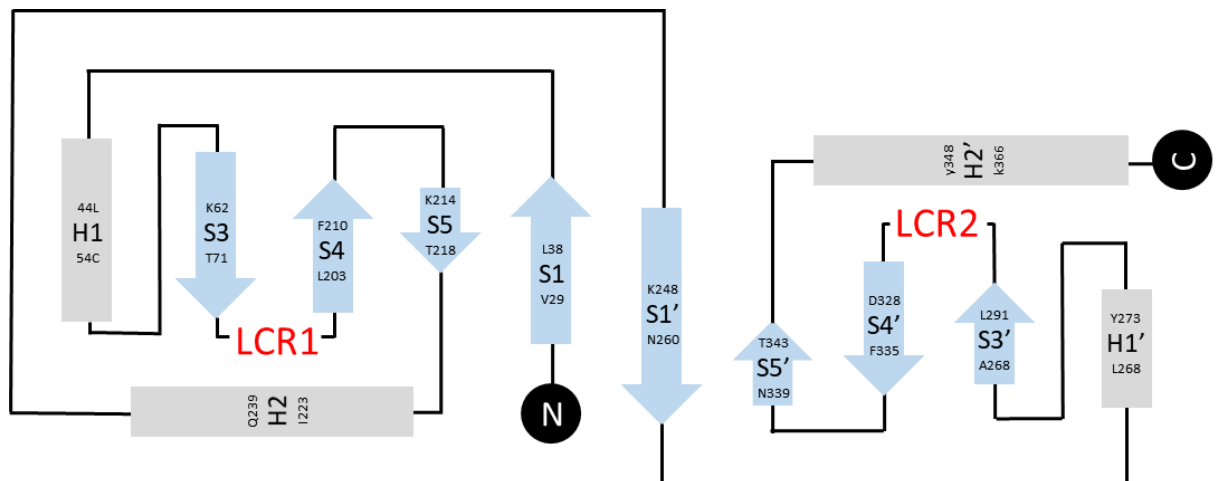 44L
H1
54C
K62
S3
T71
F210
S4
L203
K214
S5
T218
L38
S1
V29
LCR1
Q239
H2
I223
N
K248
S1’
N260
T343
S5’
N339
D328
S4’
F335
LCR2
L291
S3’
A268
Y273
H1’
L268
y348
H2’
k366
C